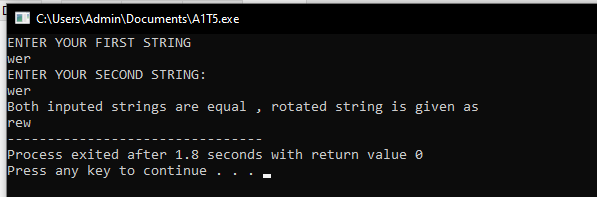 C:\Users\Admin\Documents\A1T5.exe
ENTER YOUR FIRST STRING
wer
ENTER YOUR SECOND STRING:
wer
Both inputed strings are equal , rotated string is given as
rew
--------------------------------
Process exited after 1.8 seconds with return value 0
Press any key to continue . . .